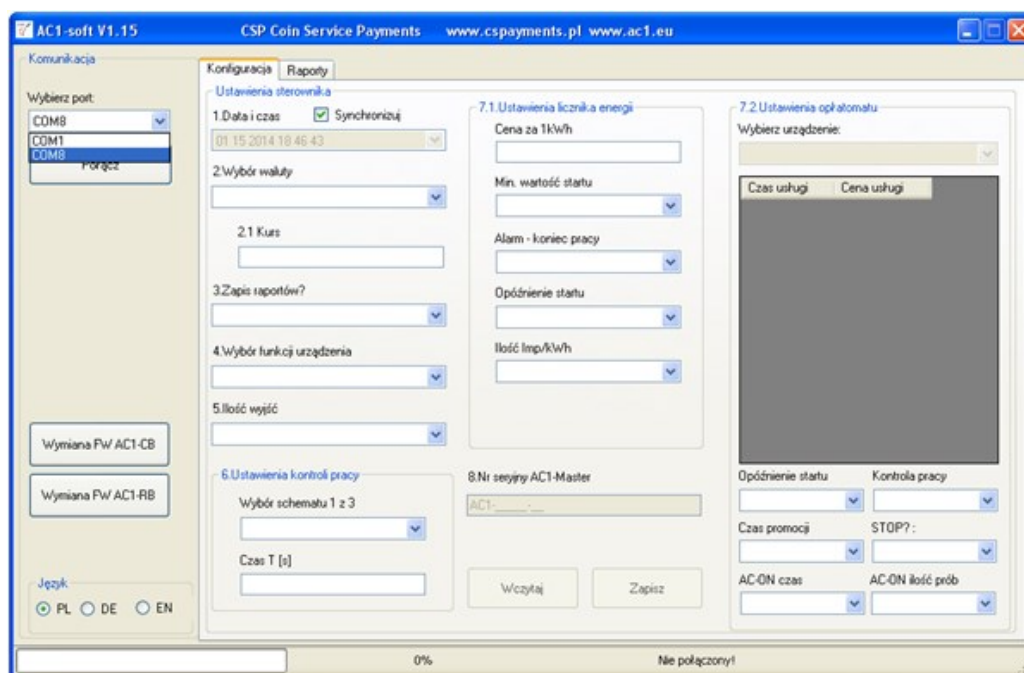 AC1-soft V1.15 CSP Coin Service Payments www.cspayments.pl www.ac1.eu
Komunikacja
Wybierz port:
COM8
COM1
COM8
Połącz
Wymiana FW AC1-CB
Wymiana FW AC1-RB
Język
PL DE EN
Konfiguracja Raporty
Ustawienia sterownika
1.Data i czas Synchronizuj
01 15 2014 18 46 43
2.Wybór waluty
2.1 Kurs
3.Zapis raportów?
4.Wybór funkcji urządzenia
5.Ilość wyjść
6.Ustawienia kontroli pracy
Wybór schematu 1 z 3
Czas T [s]
7.1.Ustawienia licznika energii
Cena za 1kWh
Min. wartość startu
Alarm - koniec pracy
Opóźnienie startu
Ilość Imp/kWh
8.Nr seryjny AC1-Master
AC1-_____-__
Wczytaj Zapisz
7.2.Ustawienia opłatomatu
Wybierz urządzenie:
Czas usługi Cena usługi
Opóźnienie startu Kontrola pracy
Czas promocji STOP? :
AC-ON czas AC-ON ilość prób
0% Nie połączony!